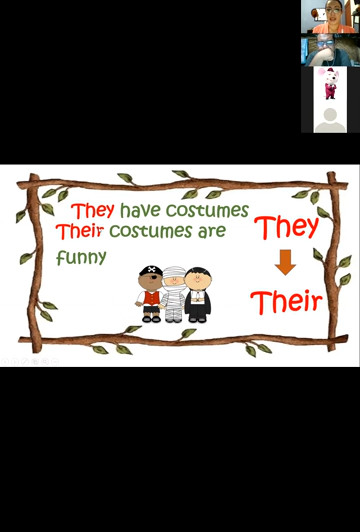 They have costumes
Their costumes are
funny
They
Their